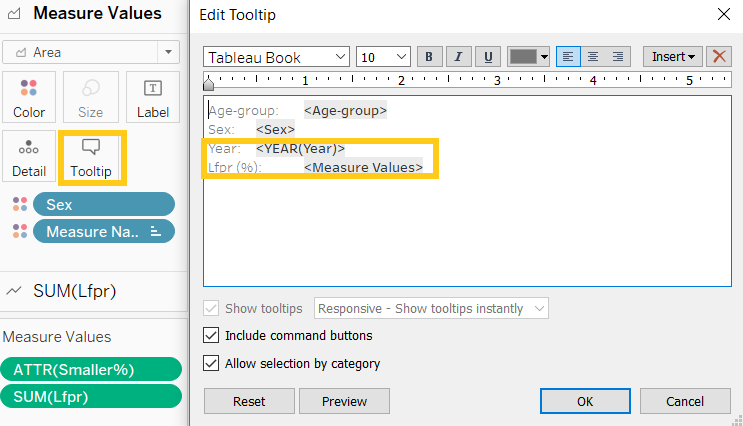 Measure Values
Area
Color
Size
Label
Detail
Tooltip
Sex
Measure Na..
SUM(Lfpr)
Measure Values
ATTR(Smaller%)
SUM(Lfpr)
Edit Tooltip
Tableau Book 10 B I U Insert
1 2 3 4 5
Age-group: <Age-group>
Sex: <Sex>
Year: <YEAR(Year)>
Lfpr (%): <Measure Values>
Show tooltips Responsive - Show tooltips instantly
Include command buttons
Allow selection by category
Reset Preview OK Cancel